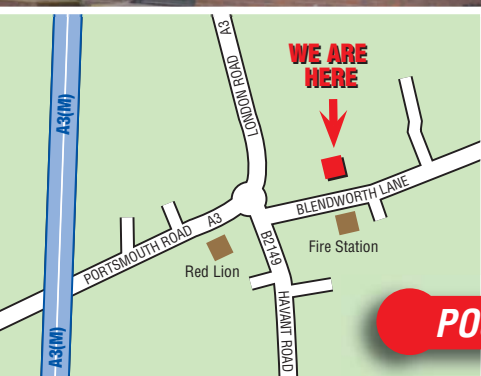 A3(M)
A3
LONDON ROAD
WE ARE
HERE
BLENDWORTH LANE
PORTSMOUTH ROAD
A3
Red Lion
B2149
Fire Station
HAVANT ROAD
A3(M)
PO